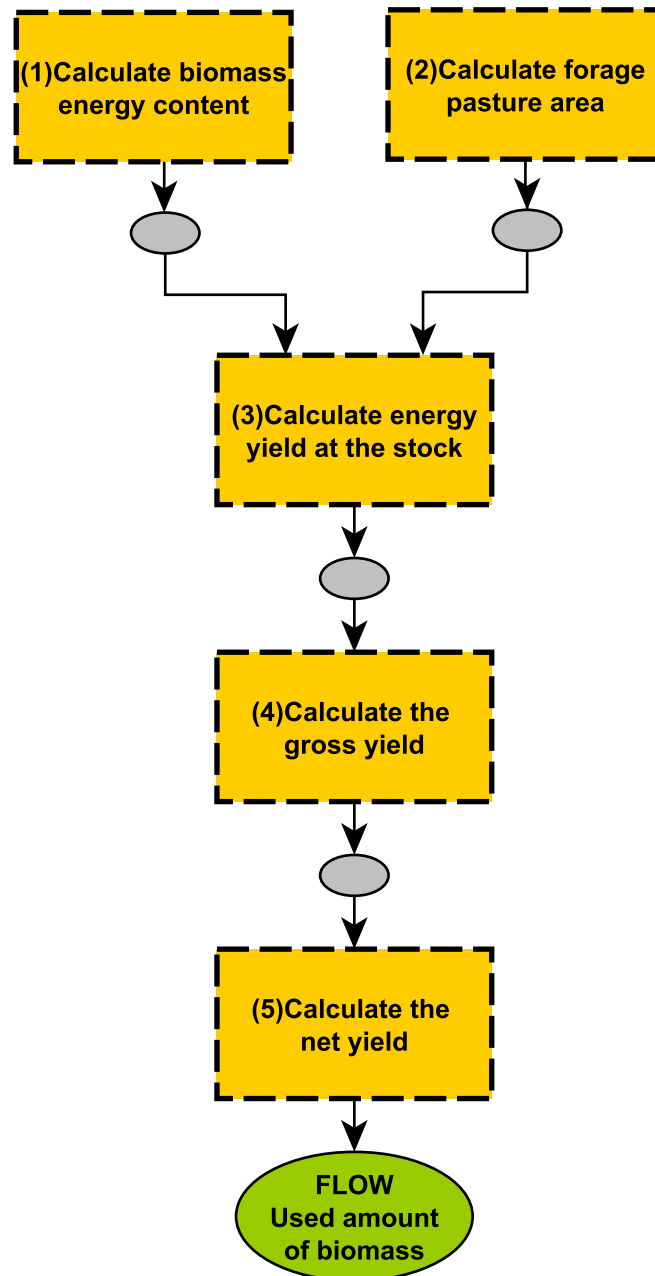 (1)Calculate biomass
energy content
(2)Calculate forage
pasture area
(3)Calculate energy
yield at the stock
(4)Calculate the
gross yield
(5)Calculate the
net yield
FLOW
Used amount
of biomass